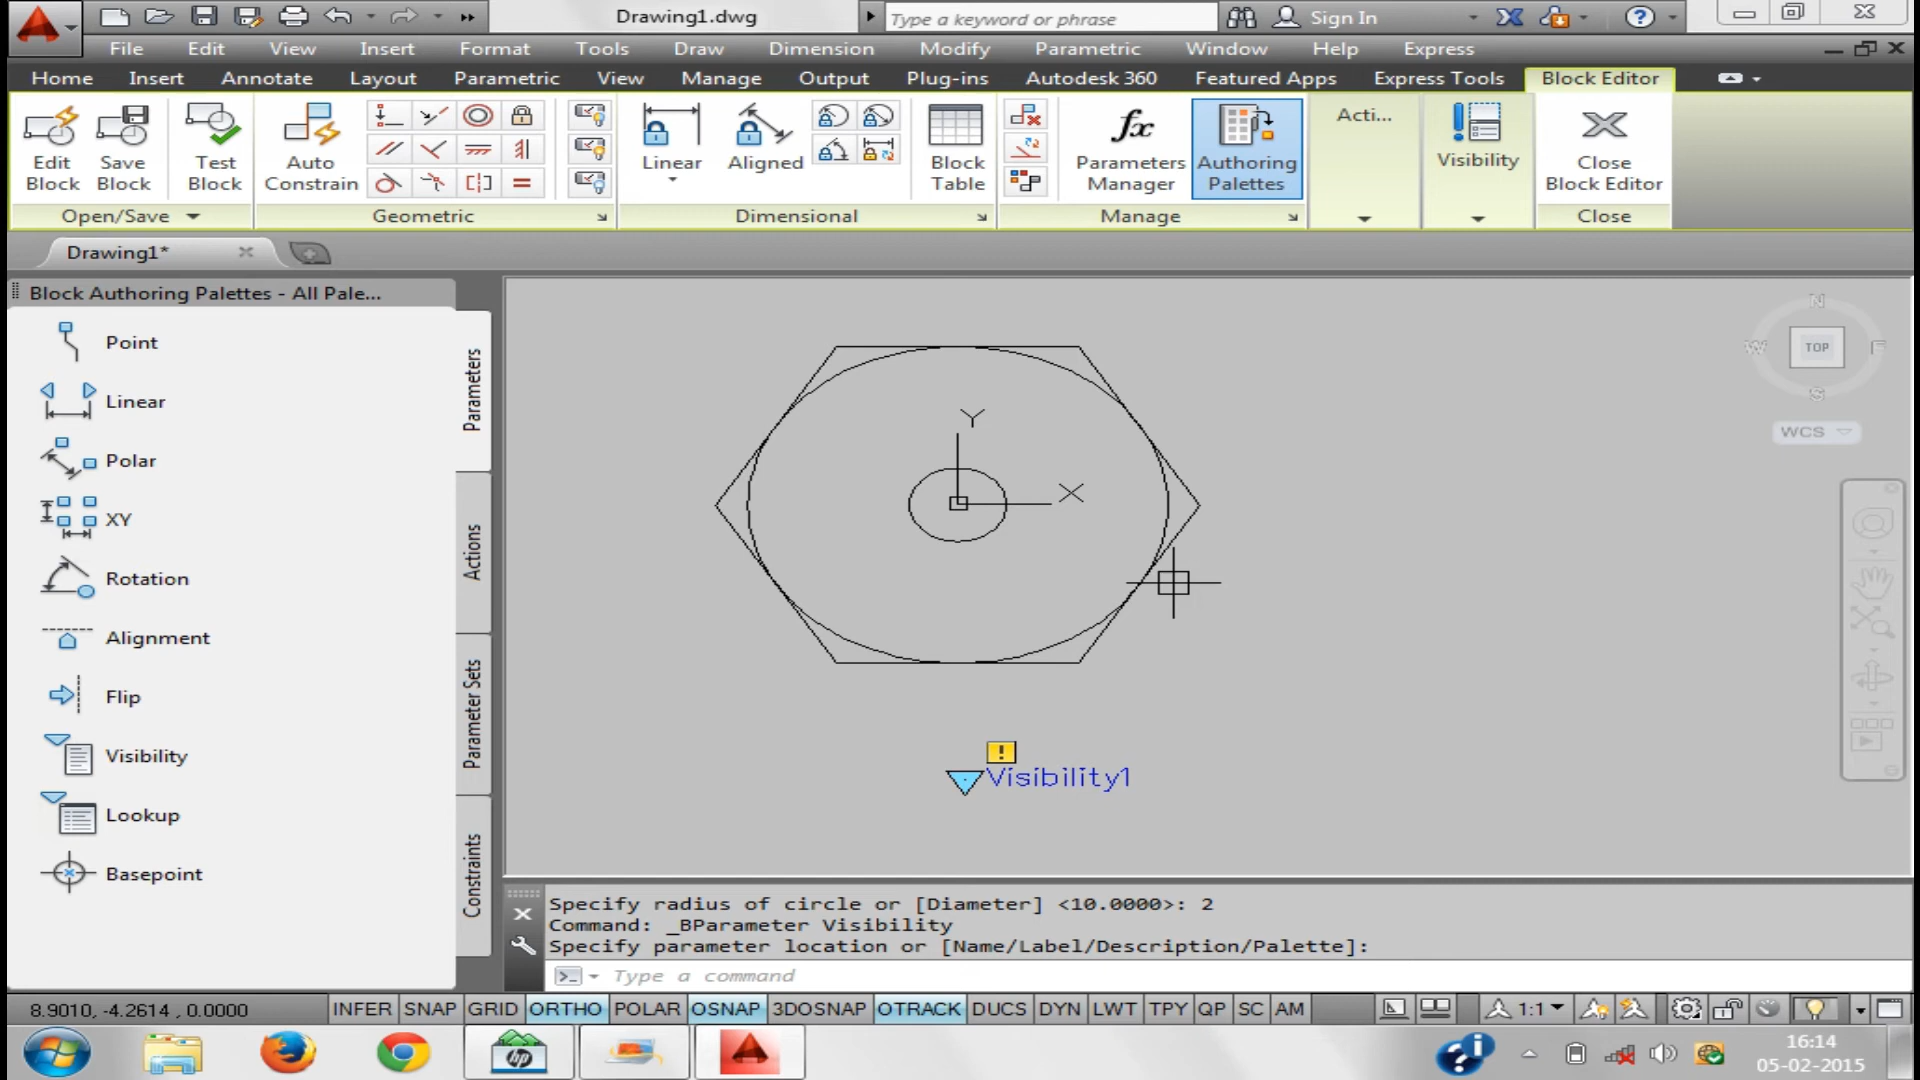 Drawing1.dwg
Type a keyword or phrase
Sign In
File Edit View Insert Format Tools Draw Dimension Modify Parametric Window Help Express
Home Insert Annotate Layout Parametric View Manage Output Plug-ins Autodesk 360 Featured Apps Express Tools Block Editor
Edit Block
Save Block
Test Block
Auto Constrain
Linear
Aligned
Block Table
Parameters Manager
Authoring Palettes
Acti...
Visibility
Close Block Editor
Open/Save
Geometric
Dimensional
Manage
Close
Drawing1*
Block Authoring Palettes - All Pale...
Point
Linear
Polar
XY
Rotation
Alignment
Flip
Visibility
Lookup
Basepoint
Parameters
Actions
Parameter Sets
Constraints
Y
X
! 
Visibility1
N
W
TOP
S
WCS
Specify radius of circle or [Diameter] <10.0000>: 2
Command: _BParameter Visibility
Specify parameter location or [Name/Label/Description/Palette]:
Type a command
8.9010, -4.2614 , 0.0000
INFER SNAP GRID ORTHO POLAR OSNAP 3DOSNAP OTRACK DUCS DYN LWT TPY QP SC AM
1:1
hp
16:14
05-02-2015